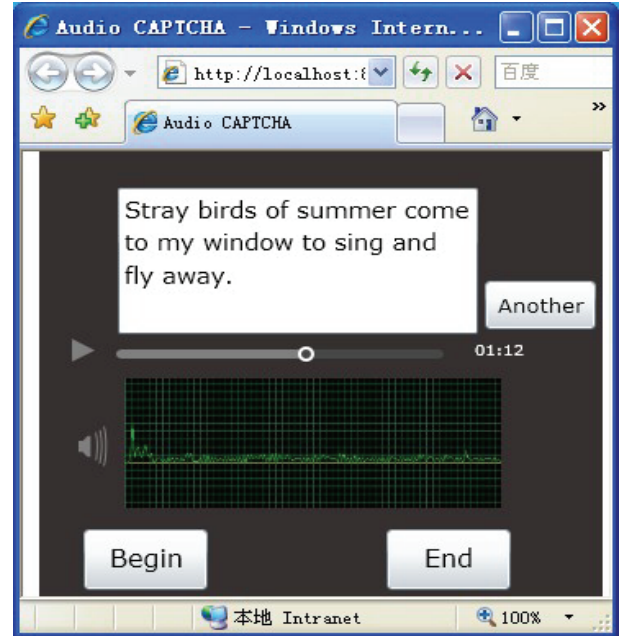 Audio CAPTCHA - Windows Intern...
http://localhost:8
百度
Audio CAPTCHA
»
Stray birds of summer come
to my window to sing and
fly away.
Another
01:12
Begin
End
本地 Intranet
100%